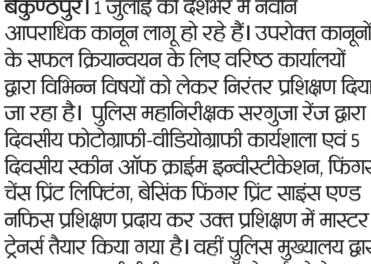 बैकुण्ठपुर। 1 जुलाई को देशभर में नवीन
आपराधिक कानून लागू हो रहे हैं। उपरोक्त कानूनों
के सफल क्रियान्वयन के लिए वरिष्ठ कार्यालयों
द्वारा विभिन्न विषयों को लेकर निरंतर प्रशिक्षण दिया
जा रहा है। पुलिस महानिरीक्षक सरगुजा रेंज द्वारा
दिवसीय फोटोग्राफी-वीडियोग्राफी कार्यशाला एवं 5
दिवसीय स्कीन ऑफ क्राईम इन्वीस्टीकेशन, फिंगर
चेंस प्रिंट लिफ्टिंग, बेसिंक फिंगर प्रिंट साइंस एण्ड
नफिस प्रशिक्षण प्रदाय कर उक्त प्रशिक्षण में मास्टर
ट्रेनर्स तैयार किया गया है। वहीं पुलिस मुख्यालय द्वारा